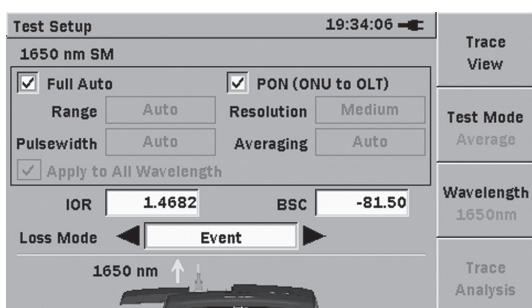 Test Setup 19:34:06
1650 nm SM
Full Auto PON (ONU to OLT)
Range Auto Resolution Medium
Pulsewidth Auto Averaging Auto
Apply to All Wavelength
IOR 1.4682 BSC -81.50
Loss Mode Event
1650 nm
Trace
View
Test Mode
Average
Wavelength
1650nm
Trace
Analysis